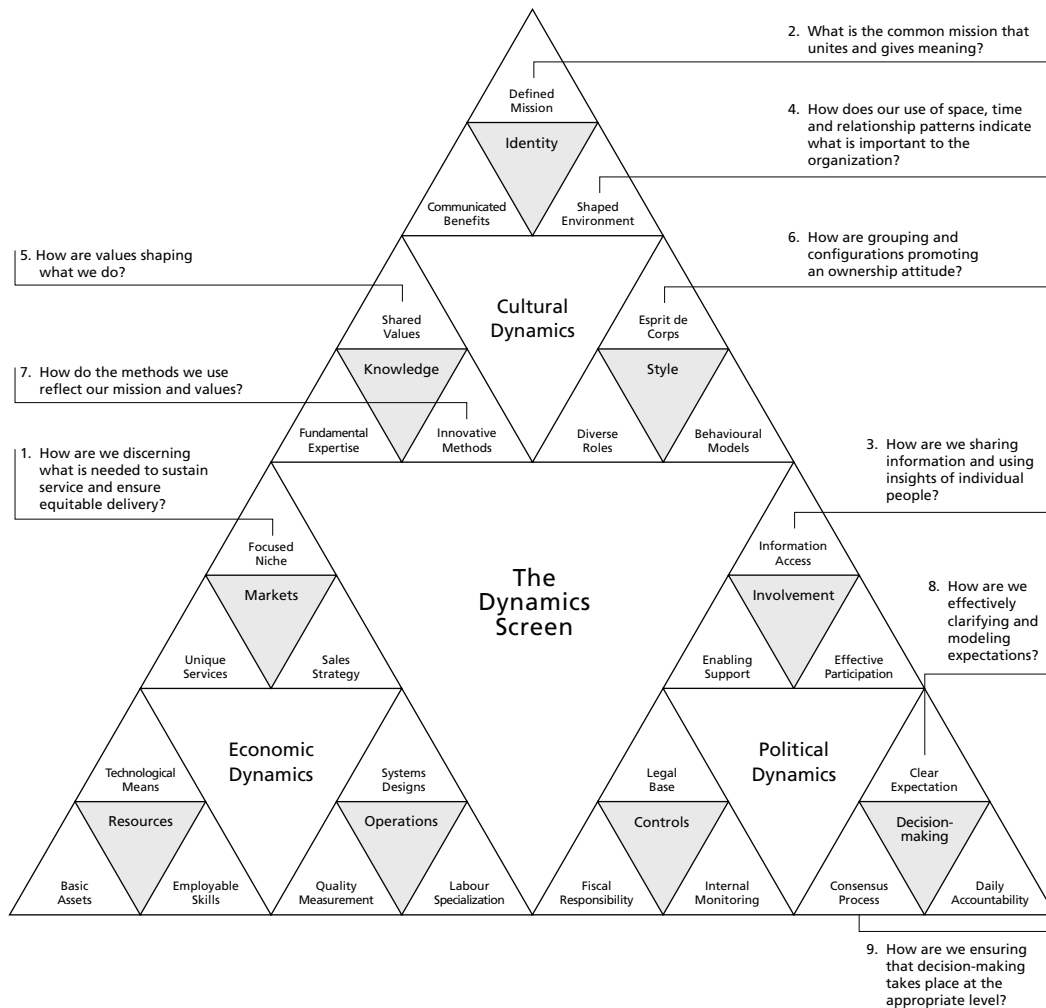 2. What is the common mission that
unites and gives meaning?
Defined
Mission
4. How does our use of space, time
and relationship patterns indicate
what is important to the
organization?
Identity
Communicated
Benefits
Shaped
Environment
6. How are grouping and
configurations promoting
an ownership attitude?
5. How are values shaping
what we do?
Cultural
Dynamics
Shared
Values
Esprit de
Corps
7. How do the methods we use
reflect our mission and values?
Knowledge
Style
Fundamental
Expertise
Innovative
Methods
Diverse
Roles
Behavioural
Models
1. How are we discerning
what is needed to sustain
service and ensure
equitable delivery?
3. How are we sharing
information and using
insights of individual
people?
Focused
Niche
Information
Access
The
Dynamics
Screen
Markets
Involvement
8. How are we
effectively
clarifying and
modeling
expectations?
Unique
Services
Sales
Strategy
Enabling
Support
Effective
Participation
Economic
Dynamics
Political
Dynamics
Technological
Means
Systems
Designs
Legal
Base
Clear
Expectation
Resources
Operations
Controls
Decision-
making
Basic
Assets
Employable
Skills
Quality
Measurement
Labour
Specialization
Fiscal
Responsibility
Internal
Monitoring
Consensus
Process
Daily
Accountability
9. How are we ensuring
that decision-making
takes place at the
appropriate level?